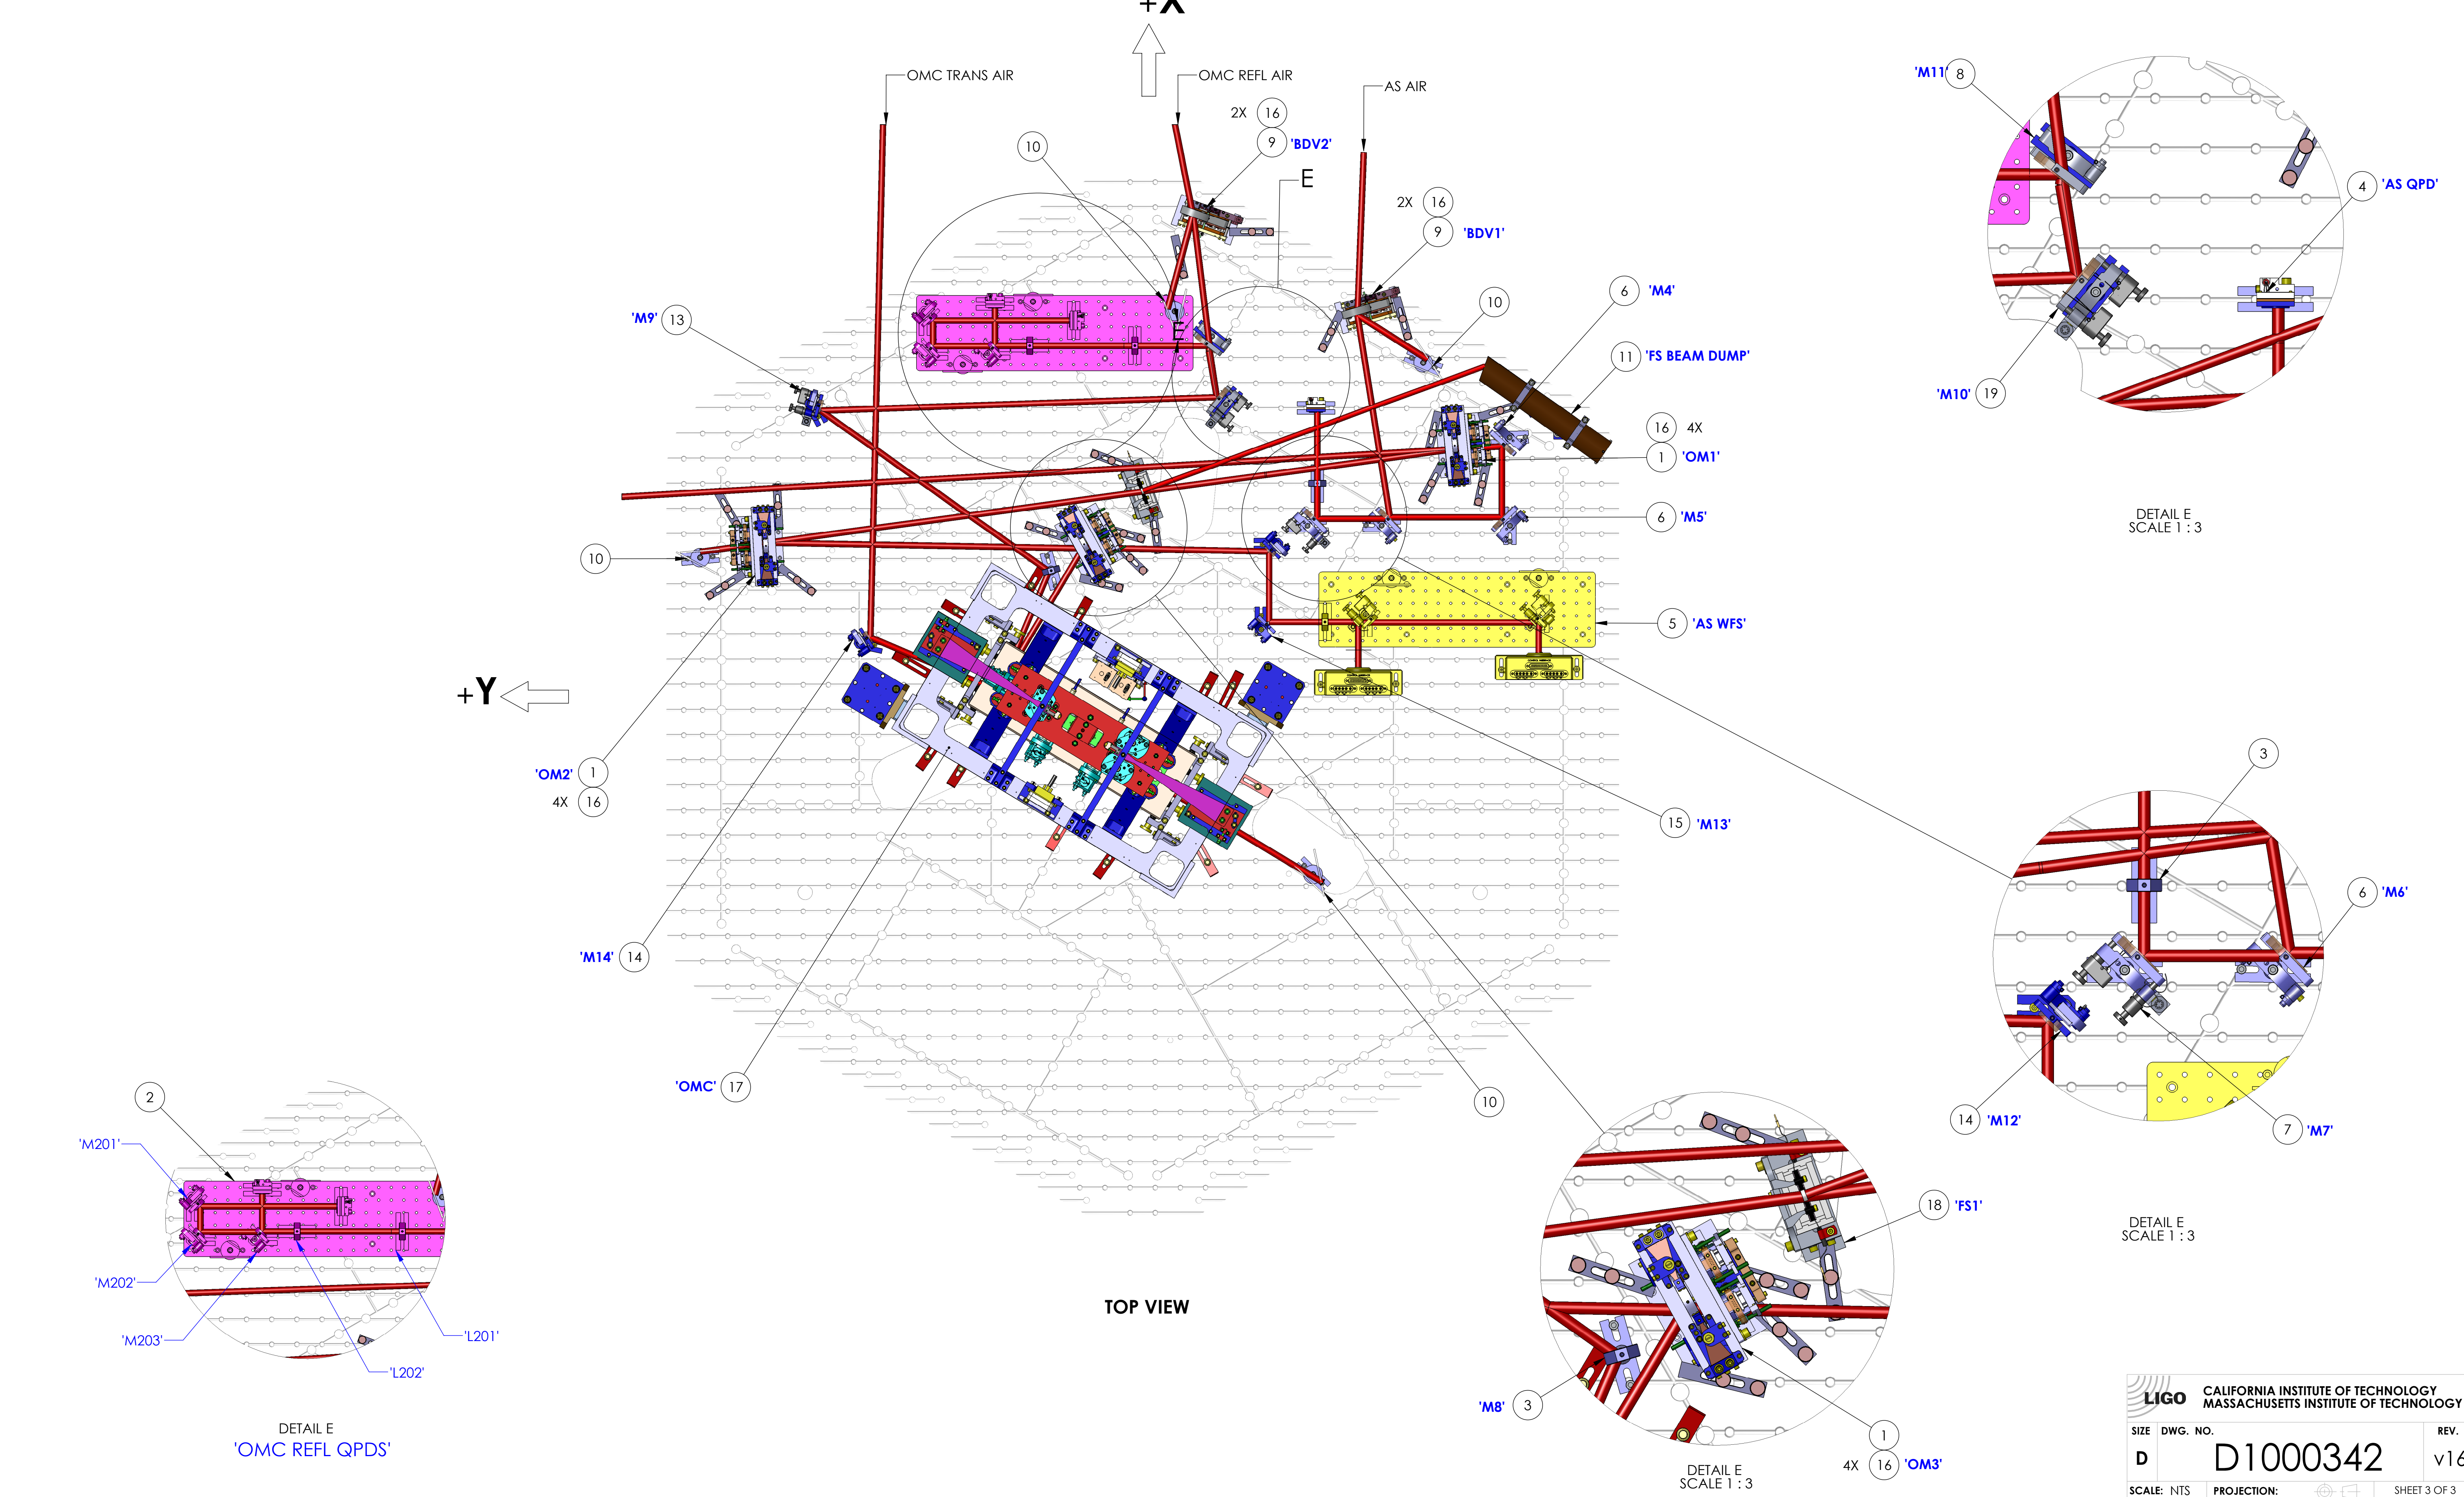 +X
OMC TRANS AIR
OMC REFL AIR
AS AIR
2X 16
9 'BDV2'
10
E
2X 16
9 'BDV1'
10
6 'M4'
'M9' 13
11 'FS BEAM DUMP'
16 4X
1 'OM1'
6 'M5'
10
5 'AS WFS'
+Y
'OM2' 1
4X 16
15 'M13'
'M14' 14
'OMC' 17
10
TOP VIEW
'M11' 8
4 'AS QPD'
'M10' 19
DETAIL E
SCALE 1 : 3
3
6 'M6'
14 'M12'
7 'M7'
DETAIL E
SCALE 1 : 3
18 'FS1'
'M8' 3
1
4X 16 'OM3'
DETAIL E
SCALE 1 : 3
2
'M201'
'M202'
'M203'
'L201'
'L202'
DETAIL E
'OMC REFL QPDS'
LIGO
CALIFORNIA INSTITUTE OF TECHNOLOGY
MASSACHUSETTS INSTITUTE OF TECHNOLOGY
SIZE DWG. NO. REV.
D D1000342 v16
SCALE: NTS PROJECTION: SHEET 3 OF 3